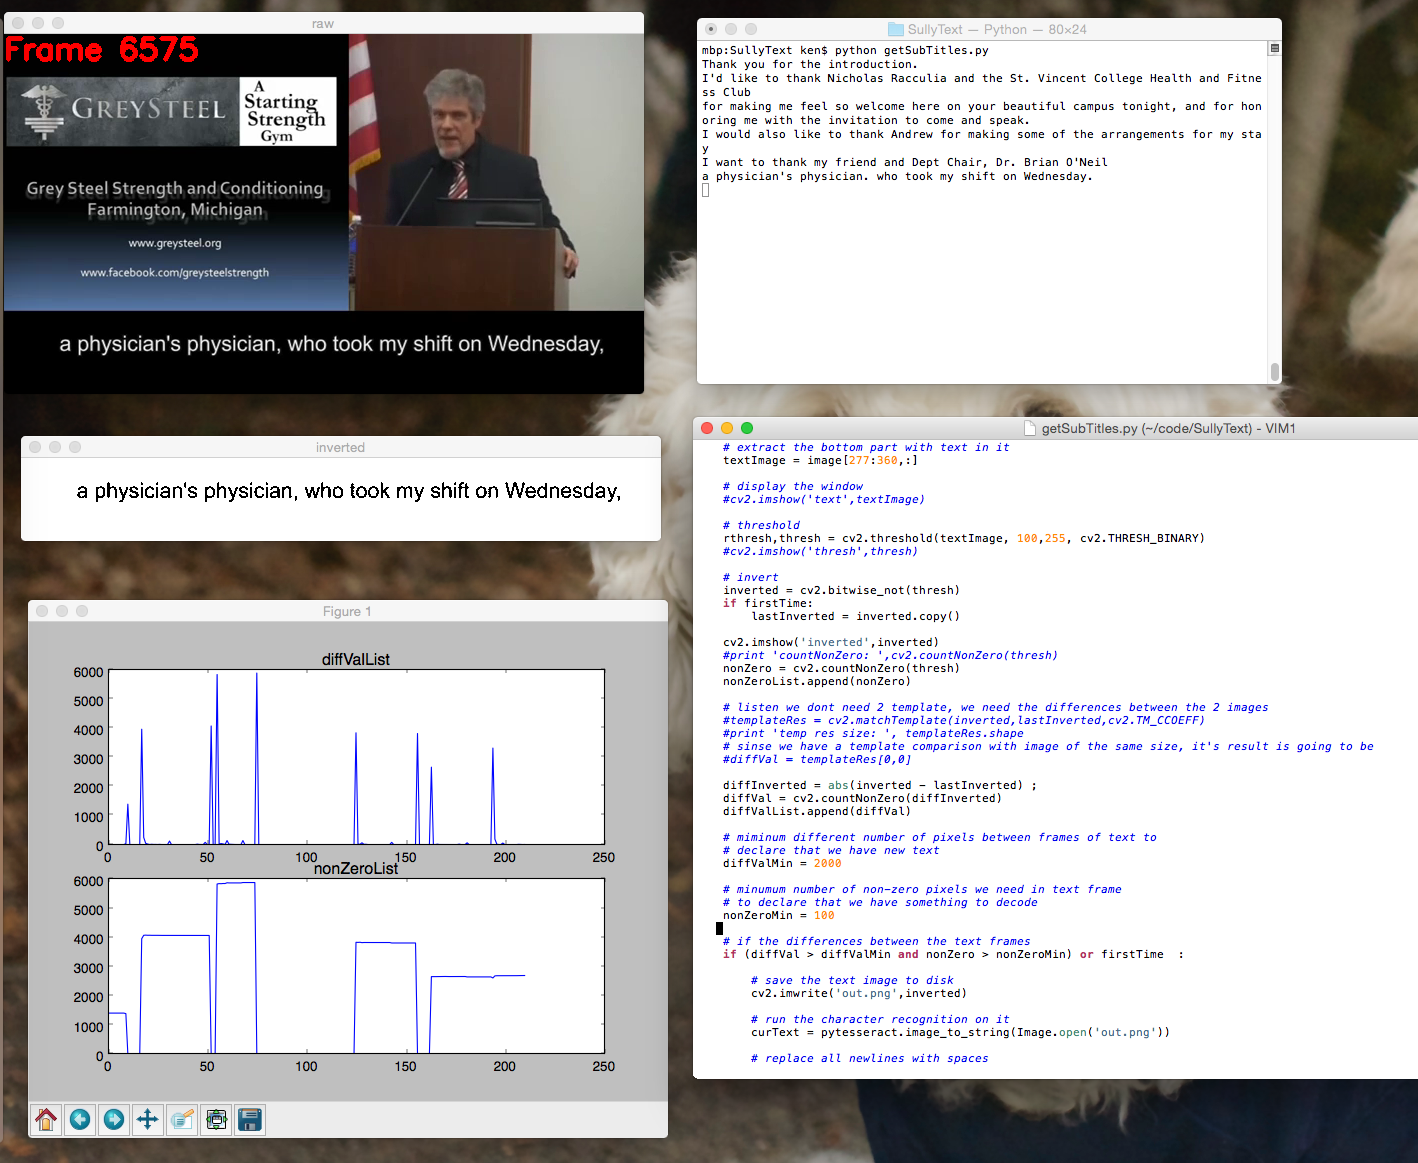 raw
Frame 6575
GREYSTEEL
A
Starting
Strength
Gym
Grey Steel Strength and Conditioning
Farmington, Michigan
www.greysteel.org
www.facebook.com/greysteelstrength
a physician's physician, who took my shift on Wednesday,
SullyText — Python — 80×24
mbp:SullyText ken$ python getSubTitles.py
Thank you for the introduction.
I'd like to thank Nicholas Racculia and the St. Vincent College Health and Fitne
ss Club
for making me feel so welcome here on your beautiful campus tonight, and for hon
oring me with the invitation to come and speak.
I would also like to thank Andrew for making some of the arrangements for my sta
y
I want to thank my friend and Dept Chair, Dr. Brian O'Neil
a physician's physician. who took my shift on Wednesday.
inverted
a physician's physician, who took my shift on Wednesday,
Figure 1
diffValList
6000
5000
4000
3000
2000
1000
0
0 50 100 150 200 250
nonZeroList
6000
5000
4000
3000
2000
1000
0
0 50 100 150 200 250
getSubTitles.py (~/code/SullyText) - VIM1
# extract the bottom part with text in it
textImage = image[277:360,:]
# display the window
#cv2.imshow('text',textImage)
# threshold
rthresh,thresh = cv2.threshold(textImage, 100,255, cv2.THRESH_BINARY)
#cv2.imshow('thresh',thresh)
# invert
inverted = cv2.bitwise_not(thresh)
if firstTime:
lastInverted = inverted.copy()
cv2.imshow('inverted',inverted)
#print 'countNonZero: ',cv2.countNonZero(thresh)
nonZero = cv2.countNonZero(thresh)
nonZeroList.append(nonZero)
# listen we dont need 2 template, we need the differences between the 2 images
#templateRes = cv2.matchTemplate(inverted,lastInverted,cv2.TM_CCOEFF)
#print 'temp res size: ', templateRes.shape
# sinse we have a template comparison with image of the same size, it's result is going to be
#diffVal = templateRes[0,0]
diffInverted = abs(inverted - lastInverted) ;
diffVal = cv2.countNonZero(diffInverted)
diffValList.append(diffVal)
# miminum different number of pixels between frames of text to
# declare that we have new text
diffValMin = 2000
# minumum number of non-zero pixels we need in text frame
# to declare that we have something to decode
nonZeroMin = 100
# if the differences between the text frames
if (diffVal > diffValMin and nonZero > nonZeroMin) or firstTime  :
# save the text image to disk
cv2.imwrite('out.png',inverted)
# run the character recognition on it
curText = pytesseract.image_to_string(Image.open('out.png'))
# replace all newlines with spaces